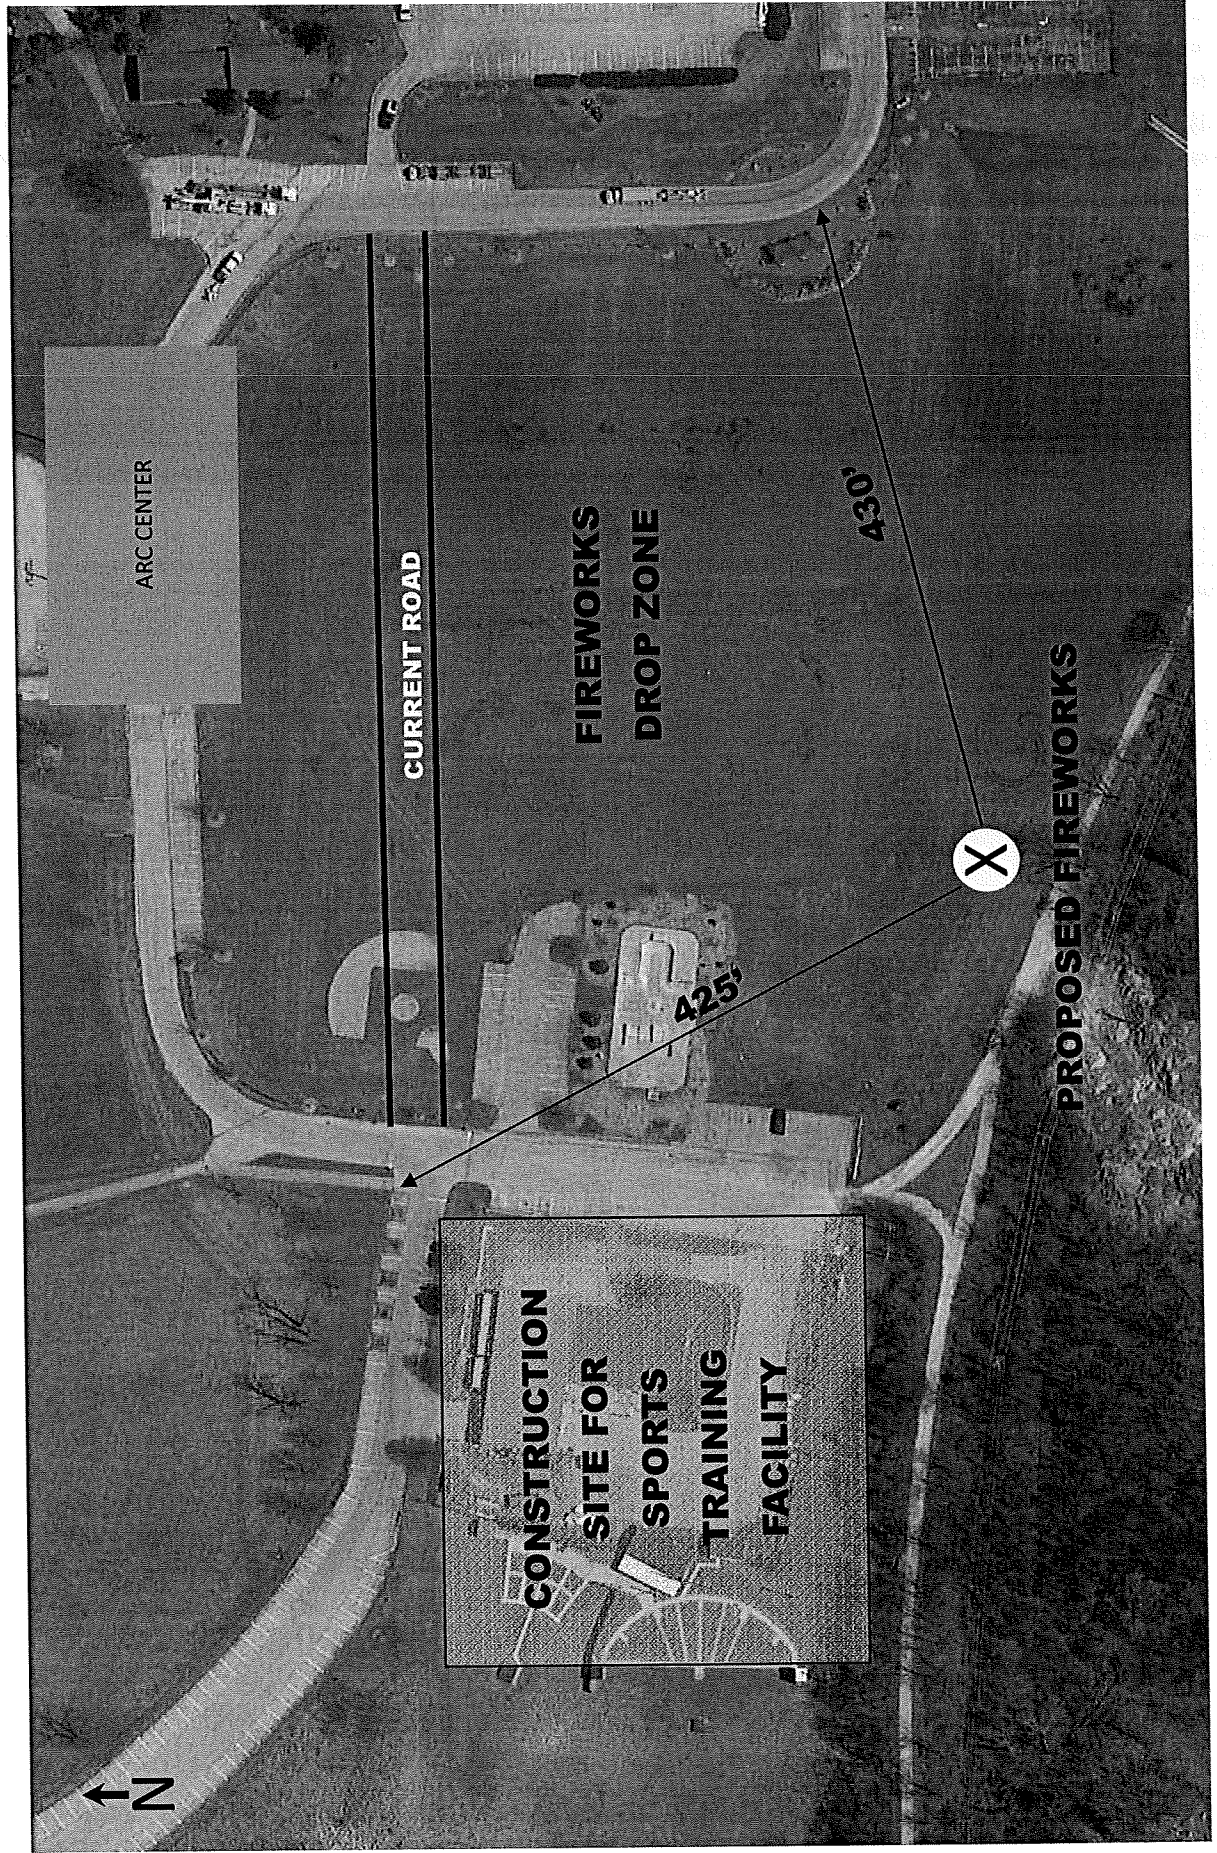 ARC CENTER
CURRENT ROAD
FIREWORKS
DROP ZONE
430’
425’
X
PROPOSED FIREWORKS
CONSTRUCTION
SITE FOR
SPORTS
TRAINING
FACILITY
N